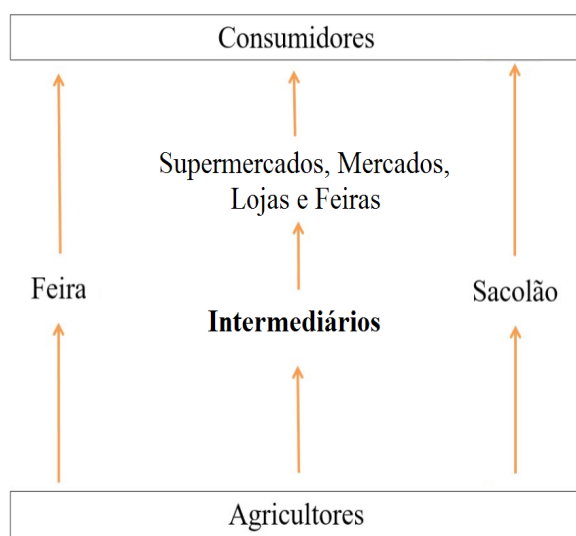 Consumidores
Supermercados, Mercados,
Lojas e Feiras
Feira
Intermediários
Sacolão
Agricultores